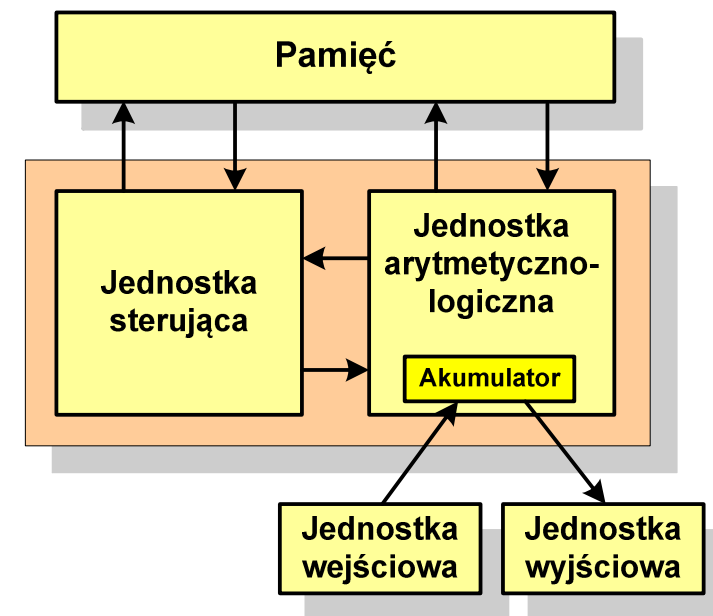 Pamięć
Jednostka
sterująca
Jednostka
arytmetyczno-
logiczna
Akumulator
Jednostka
wejściowa
Jednostka
wyjściowa